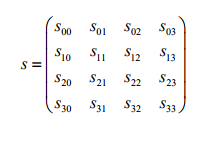 S00 S01 S02 S03
S10 S11 S12 S13
s = 
S20 S21 S22 S23
S30 S31 S32 S33